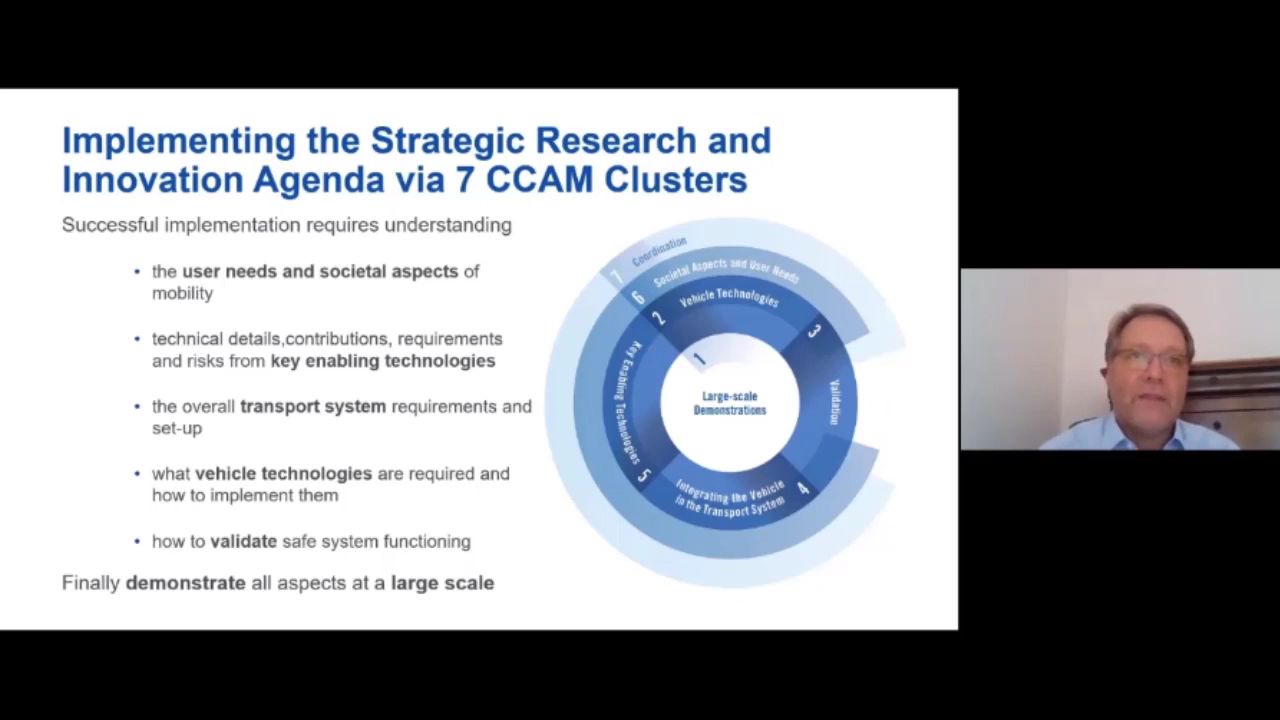 Implementing the Strategic Research and
Innovation Agenda via 7 CCAM Clusters
Successful implementation requires understanding
• the user needs and societal aspects of
mobility
• technical details,contributions, requirements
and risks from key enabling technologies
• the overall transport system requirements and
set-up
• what vehicle technologies are required and
how to implement them
• how to validate safe system functioning
Finally demonstrate all aspects at a large scale
7 Coordination
6 Societal Aspects and User Needs
2 Vehicle Technologies
3 Validation
4 Integrating the Vehicle
in the Transport System
5 Key Enabling Technologies
1
Large-scale
Demonstrations